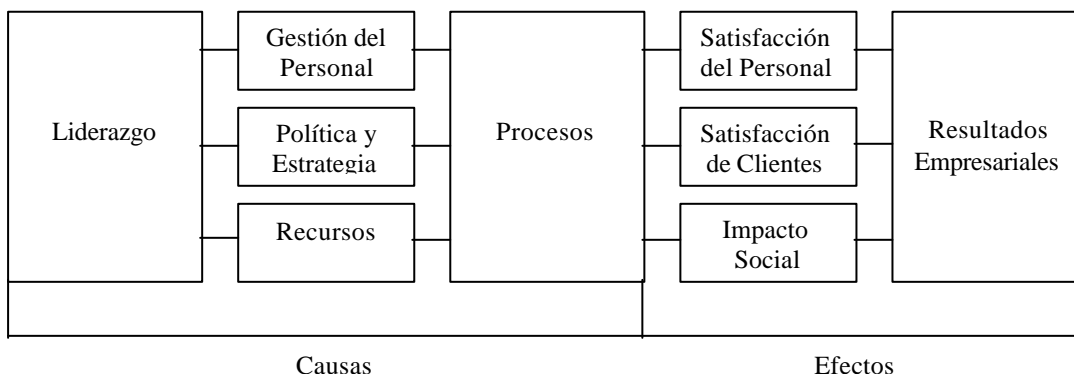 Liderazgo
Gestión del
Personal
Política y
Estrategia
Recursos
Procesos
Satisfacción
del Personal
Satisfacción
de Clientes
Impacto
Social
Resultados
Empresariales
Causas
Efectos